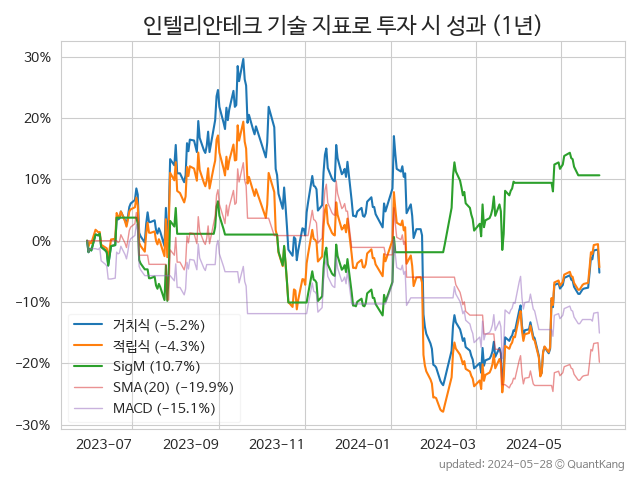 인텔리안테크 기술 지표로 투자 시 성과 (1년)
30%
20%
10%
0%
−10%
−20%
−30%
거치식 (−5.2%)
적립식 (−4.3%)
SigM (10.7%)
SMA(20) (−19.9%)
MACD (−15.1%)
2023−07
2023−09
2023−11
2024−01
2024−03
2024−05
updated: 2024−05−28 © QuantKang